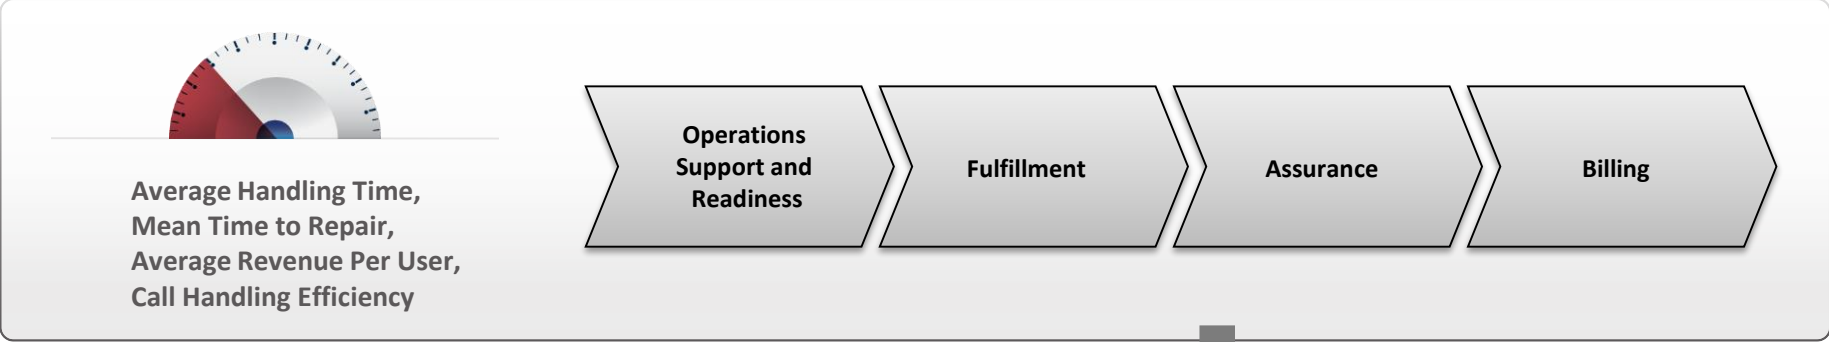 Average Handling Time,
Mean Time to Repair,
Average Revenue Per User,
Call Handling Efficiency
Operations
Support and
Readiness
Fulfillment
Assurance
Billing